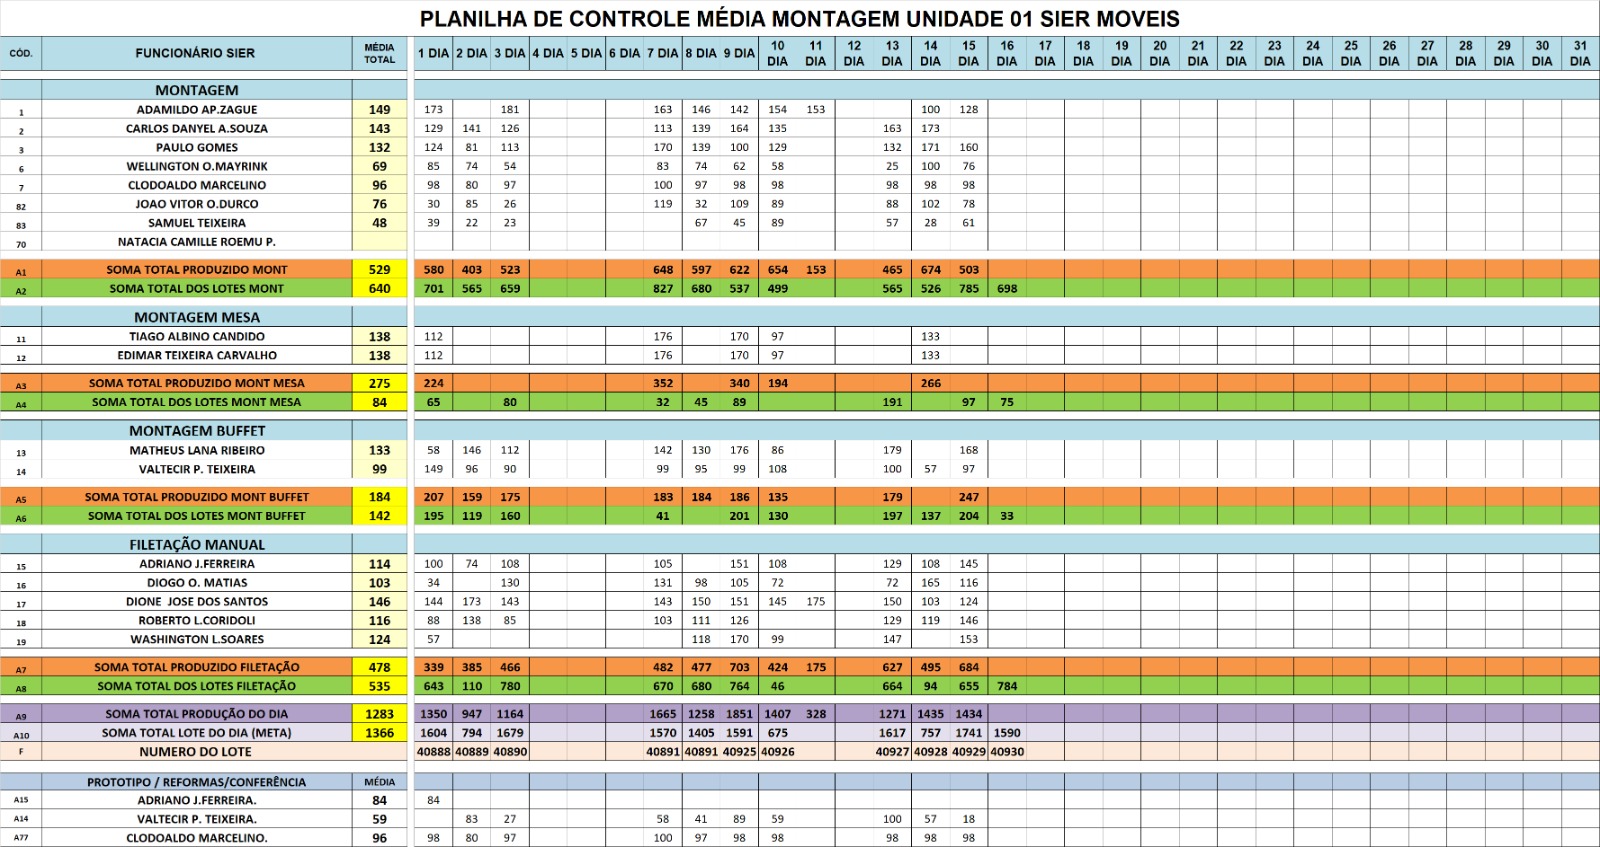 PLANILHA DE CONTROLE MÉDIA MONTAGEM UNIDADE 01 SIER MOVEIS
CÓD. FUNCIONÁRIO SIER MÉDIA TOTAL 1 DIA 2 DIA 3 DIA 4 DIA 5 DIA 6 DIA 7 DIA 8 DIA 9 DIA 10 DIA 11 DIA 12 DIA 13 DIA 14 DIA 15 DIA 16 DIA 17 DIA 18 DIA 19 DIA 20 DIA 21 DIA 22 DIA 23 DIA 24 DIA 25 DIA 26 DIA 27 DIA 28 DIA 29 DIA 30 DIA 31 DIA
MONTAGEM
1 ADAMILDO AP.ZAGUE 149 173 181 163 146 142 154 153 100 128
2 CARLOS DANYEL A.SOUZA 143 129 141 126 113 139 164 135 163 173
3 PAULO GOMES 132 124 81 113 170 139 100 129 132 171 160
6 WELLINGTON O.MAYRINK 69 85 74 54 83 74 62 58 25 100 76
7 CLODOALDO MARCELINO 96 98 80 97 100 97 98 98 98 98 98
82 JOAO VITOR O.DURCO 76 30 85 26 119 32 109 89 88 102 78
83 SAMUEL TEIXEIRA 48 39 22 23 67 45 89 57 28 61
70 NATACIA CAMILLE ROEMU P.
A1 SOMA TOTAL PRODUZIDO MONT 529 580 403 523 648 597 622 654 153 465 674 503
A2 SOMA TOTAL DOS LOTES MONT 640 701 565 659 827 680 537 499 565 526 785 698
MONTAGEM MESA
11 TIAGO ALBINO CANDIDO 138 112 176 170 97 133
12 EDIMAR TEIXEIRA CARVALHO 138 112 176 170 97 133
A3 SOMA TOTAL PRODUZIDO MONT MESA 275 224 352 340 194 266
A4 SOMA TOTAL DOS LOTES MONT MESA 84 65 80 32 45 89 191 97 75
MONTAGEM BUFFET
13 MATHEUS LANA RIBEIRO 133 58 146 112 142 130 176 86 179 168
14 VALTECIR P. TEIXEIRA 99 149 96 90 99 95 99 108 100 57 97
A5 SOMA TOTAL PRODUZIDO MONT BUFFET 184 207 159 175 183 184 186 135 179 247
A6 SOMA TOTAL DOS LOTES MONT BUFFET 142 195 119 160 41 201 130 197 137 204 33
FILETAÇÃO MANUAL
15 ADRIANO J.FERREIRA 114 100 74 108 105 151 108 129 108 145
16 DIOGO O. MATIAS 103 34 130 131 98 105 72 72 165 116
17 DIONE JOSE DOS SANTOS 146 144 173 143 143 150 151 145 175 150 103 124
18 ROBERTO L.CORIDOLI 116 88 138 85 103 111 126 129 119 146
19 WASHINGTON L.SOARES 124 57 118 170 99 147 153
A7 SOMA TOTAL PRODUZIDO FILETAÇÃO 478 339 385 466 482 477 703 424 175 627 495 684
A8 SOMA TOTAL DOS LOTES FILETAÇÃO 535 643 110 780 670 680 764 46 664 94 655 784
A9 SOMA TOTAL PRODUÇÃO DO DIA 1283 1350 947 1164 1665 1258 1851 1407 328 1271 1435 1434
A10 SOMA TOTAL LOTE DO DIA (META) 1366 1604 794 1679 1570 1405 1591 675 1617 757 1741 1590
F NUMERO DO LOTE 40888 40889 40890 40891 40891 40925 40926 40927 40928 40929 40930
PROTOTIPO / REFORMAS/CONFERÊNCIA MÉDIA
A15 ADRIANO J.FERREIRA. 84 84
A14 VALTECIR P. TEIXEIRA. 59 83 27 58 41 89 59 100 57 18
A77 CLODOALDO MARCELINO. 96 98 80 97 100 97 98 98 98 98 98